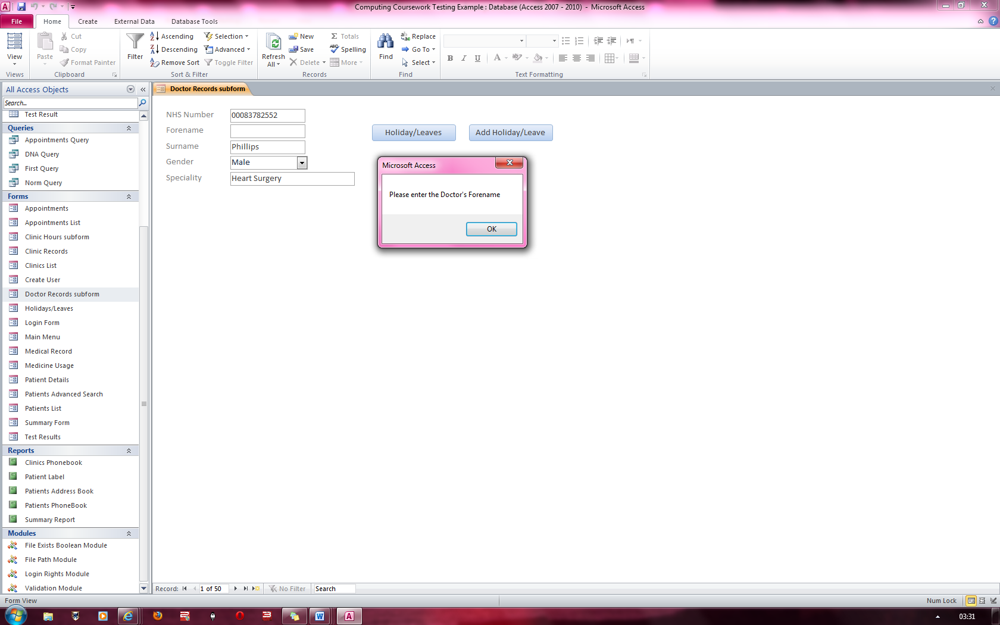 Computing Coursework Testing Example : Database (Access 2007 - 2010) - Microsoft Access
File Home Create External Data Database Tools
View
Views
Paste
Cut
Copy
Format Painter
Clipboard
Filter
Ascending
Descending
Remove Sort
Selection
Advanced
Toggle Filter
Sort & Filter
Refresh
All
New
Save
Delete
Totals
Spelling
More
Records
Find
Replace
Go To
Select
Find
B I U A
Text Formatting
All Access Objects
Search...
Test Result
Queries
Appointments Query
DNA Query
First Query
Norm Query
Forms
Appointments
Appointments List
Clinic Hours subform
Clinic Records
Clinics List
Create User
Doctor Records subform
Holidays/Leaves
Login Form
Main Menu
Medical Record
Medicine Usage
Patient Details
Patients Advanced Search
Patients List
Summary Form
Test Results
Reports
Clinics Phonebook
Patient Label
Patients Address Book
Patients PhoneBook
Summary Report
Modules
File Exists Boolean Module
File Path Module
Login Rights Module
Validation Module
Doctor Records subform
NHS Number 00083782552
Forename
Surname Phillips
Gender Male
Speciality Heart Surgery
Holiday/Leaves Add Holiday/Leave
Microsoft Access
Please enter the Doctor's Forename
OK
Record: 1 of 50 No Filter Search
Form View Num Lock
03:31